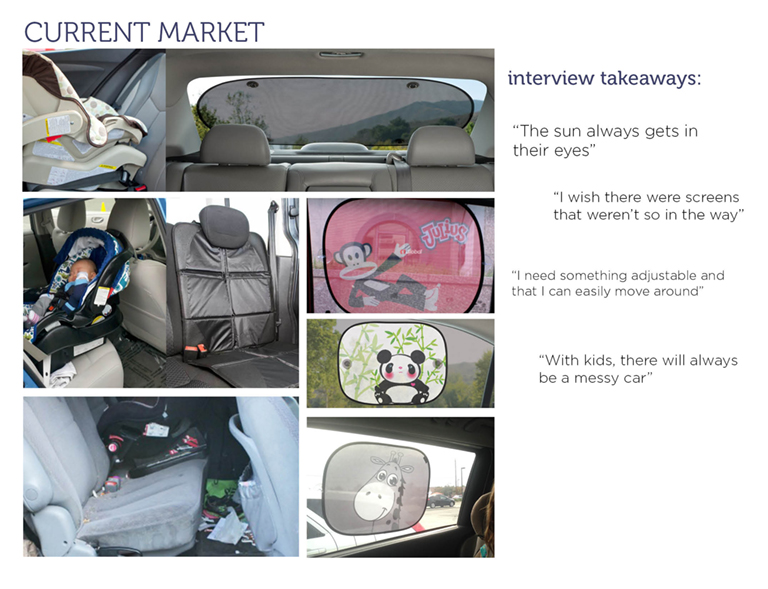 CURRENT MARKET
interview takeaways:
“The sun always gets in
their eyes”
“I wish there were screens
that weren’t so in the way”
“I need something adjustable and
that I can easily move around”
“With kids, there will always
be a messy car”
JULIUS